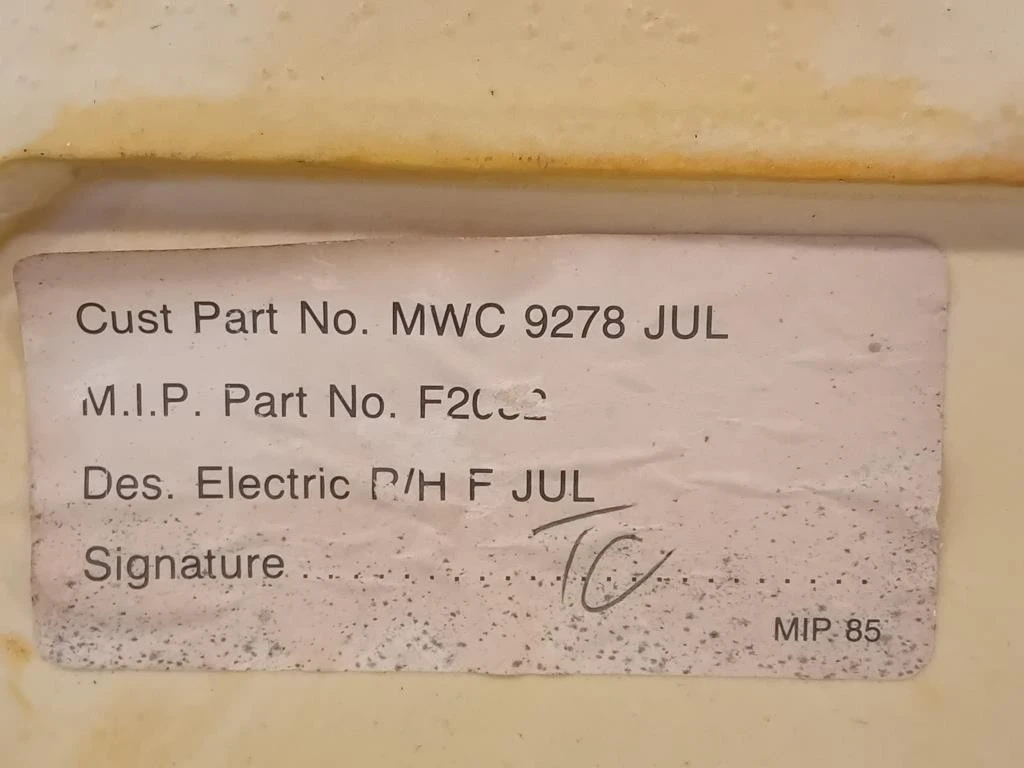 Cust Part No. MWC 9278 JUL
M.I.P. Part No.
Des. Electric R/H F JUL
Signature ........................ TC
MIP 85